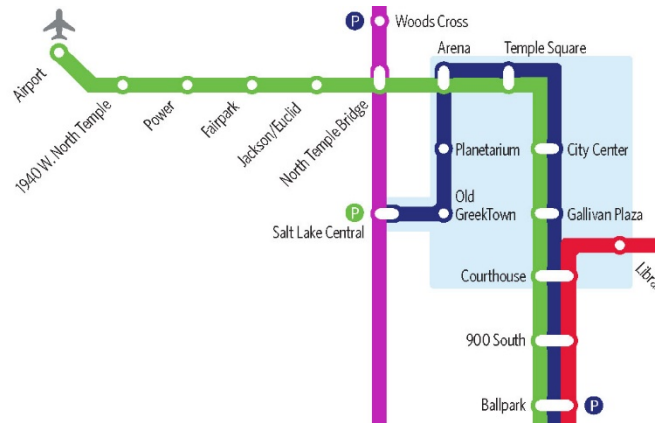 P
Woods Cross
Arena
Temple Square
Airport
1940 W. North Temple
Power
Fairpark
Jackson/Euclid
North Temple Bridge
Planetarium
City Center
P
Salt Lake Central
Old
GreekTown
Gallivan Plaza
Courthouse
Libra
900 South
Ballpark
P